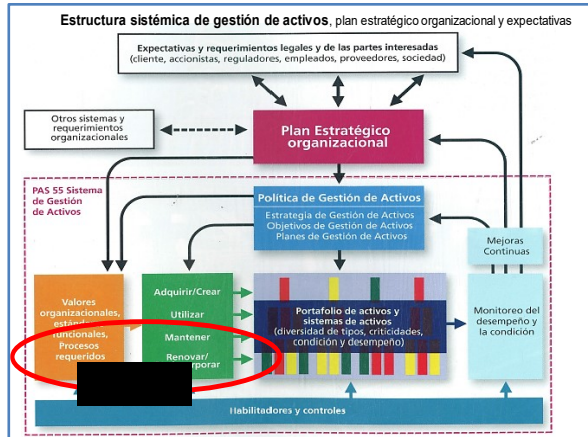 Estructura sistémica de gestión de activos, plan estratégico organizacional y expectativas
Expectativas y requerimientos legales y de las partes interesadas
(cliente, accionistas, reguladores, empleados, proveedores, sociedad)
Otros sistemas y
requerimientos
organizacionales
Plan Estratégico
organizacional
PAS 55 Sistema
de Gestión
de Activos
Política de Gestión de Activos
Estrategia de Gestión de Activos
Objetivos de Gestión de Activos
Planes de Gestión de Activos
Mejoras
Continuas
Valores
organizacionales,
funcionales,
Procesos
requeridos
Adquirir/Crear
Utilizar
Mantener
Renovar/
Portafolio de activos y
sistemas de activos
(diversidad de tipos, criticidades,
condición y desempeño)
Monitoreo del
desempeño y
la condición
Habilitadores y controles